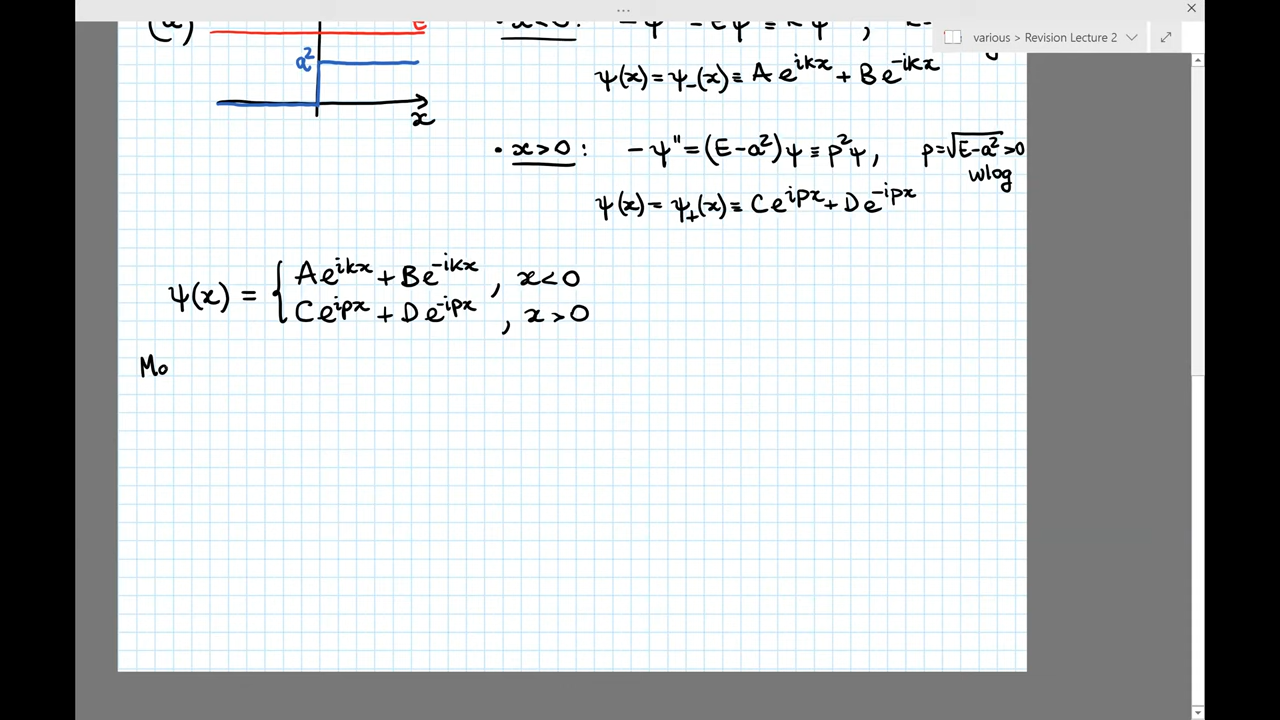 ...
various > Revision Lecture 2
(a)
E
a²
x
ψ(x) = ψ₋(x) ≡ A e^{ikx} + B e^{-ikx}
• x>0 : -ψ'' = (E-a²)ψ ≡ p²ψ, p=√(E-a²)>0
wlog
ψ(x) = ψ₊(x) ≡ C e^{ipx} + D e^{-ipx}
ψ(x) = { A e^{ikx} + B e^{-ikx} , x<0
C e^{ipx} + D e^{-ipx} , x>0
Mo